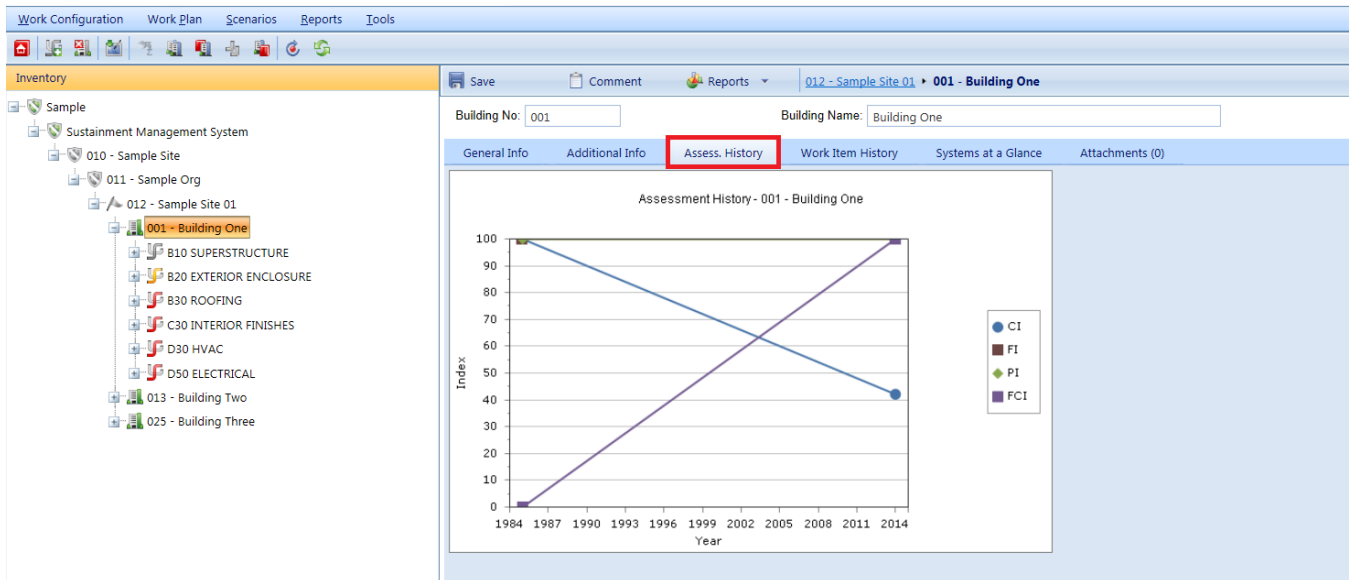 Work Configuration Work Plan Scenarios Reports Tools
Inventory
Sample
Sustainment Management System
010 - Sample Site
011 - Sample Org
012 - Sample Site 01
001 - Building One
B10 SUPERSTRUCTURE
B20 EXTERIOR ENCLOSURE
B30 ROOFING
C30 INTERIOR FINISHES
D30 HVAC
D50 ELECTRICAL
013 - Building Two
025 - Building Three
Save Comment Reports 012 - Sample Site 01 001 - Building One
Building No: 001 Building Name: Building One
General Info Additional Info Assess. History Work Item History Systems at a Glance Attachments (0)
Assessment History - 001 - Building One
100
90
80
70
60
50
40
30
20
10
0
Index
1984 1987 1990 1993 1996 1999 2002 2005 2008 2011 2014
Year
CI
FI
PI
FCI